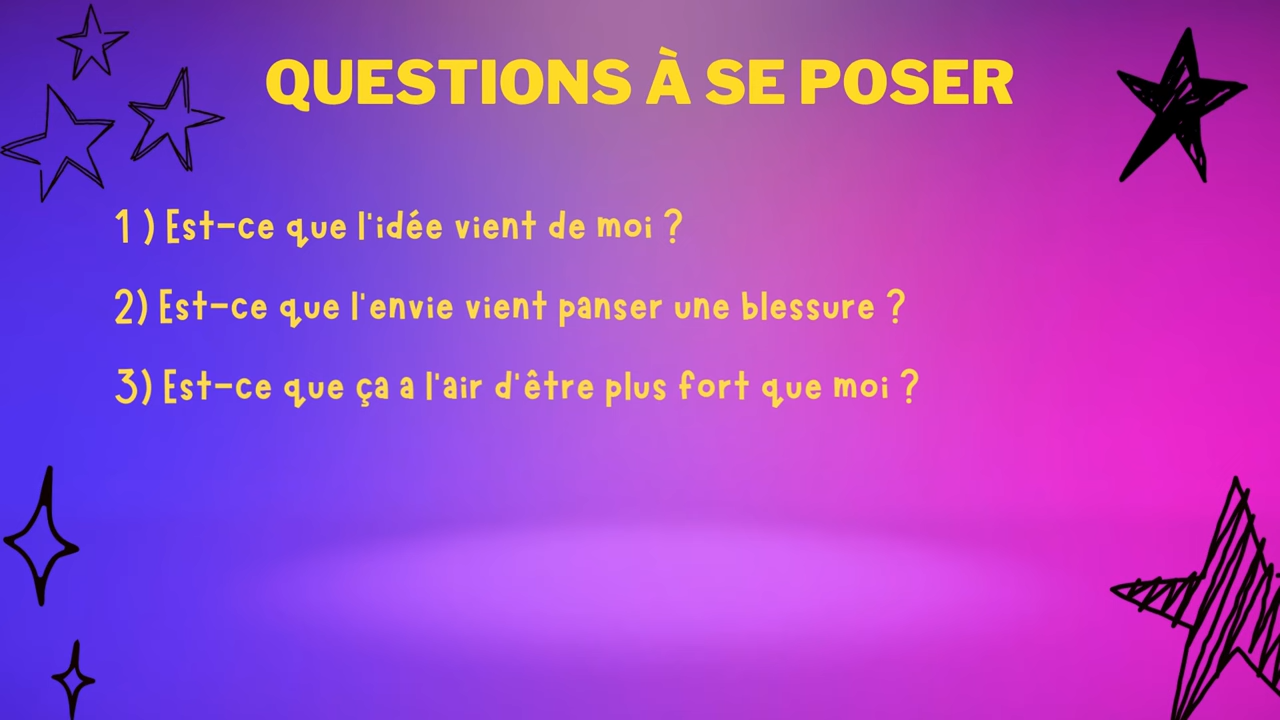 QUESTIONS À SE POSER
1 ) Est-ce que l'idée vient de moi ?
2) Est-ce que l'envie vient panser une blessure ?
3) Est-ce que ça a l'air d'être plus fort que moi ?